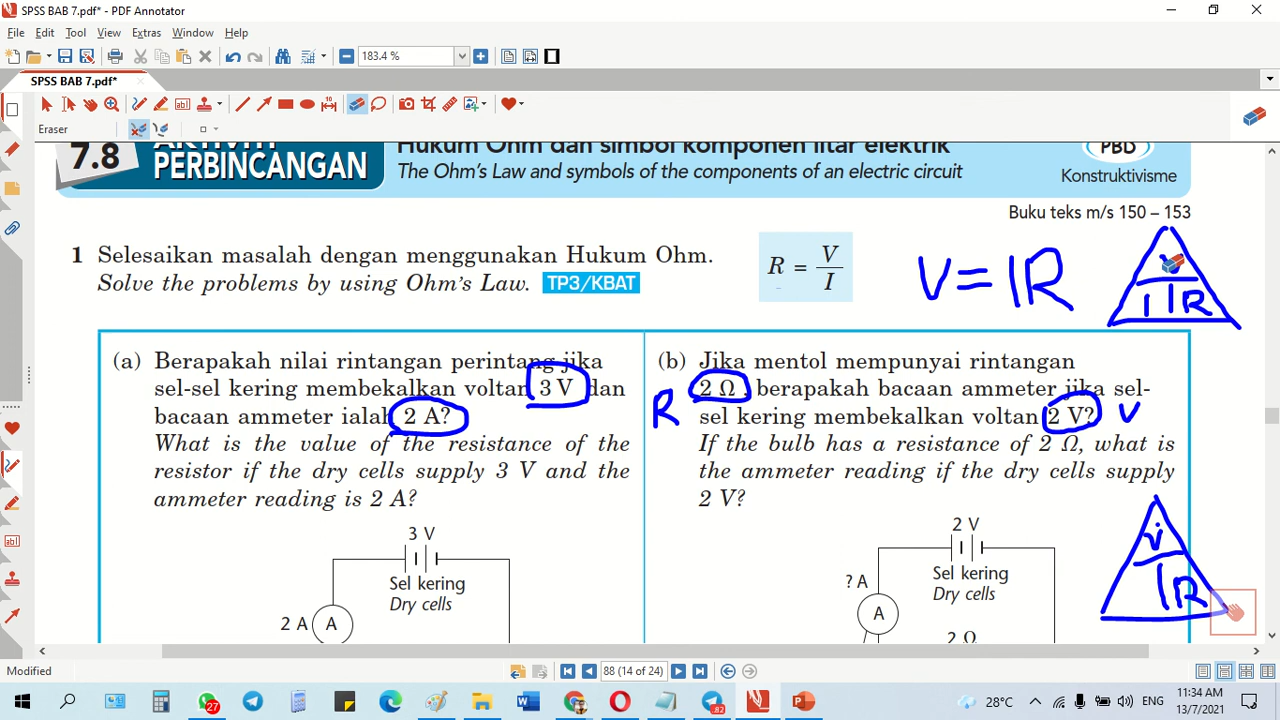 SPSS BAB 7.pdf* - PDF Annotator
File Edit Tool View Extras Window Help
183.4 %
SPSS BAB 7.pdf*
Eraser
7.8 AKTIVITI PERBINCANGAN
Hukum Ohm dan simbol komponen litar elektrik
The Ohm's Law and symbols of the components of an electric circuit
PBD
Konstruktivisme
Buku teks m/s 150 – 153
1 Selesaikan masalah dengan menggunakan Hukum Ohm.
Solve the problems by using Ohm's Law. TP3/KBAT
R = V / I
V = IR
I R
(a) Berapakah nilai rintangan perintang jika
sel-sel kering membekalkan voltan 3 V dan
bacaan ammeter ialah 2 A?
What is the value of the resistance of the
resistor if the dry cells supply 3 V and the
ammeter reading is 2 A?
3 V
Sel kering
Dry cells
2 A A
(b) Jika mentol mempunyai rintangan
R 2 Ω, berapakah bacaan ammeter jika sel-
sel kering membekalkan voltan 2 V? V
If the bulb has a resistance of 2 Ω, what is
the ammeter reading if the dry cells supply
2 V?
2 V
Sel kering
Dry cells
? A
A
2 Ω
V
I R
Modified
88 (14 of 24)
27
82
28°C
ENG
11:34 AM
13/7/2021